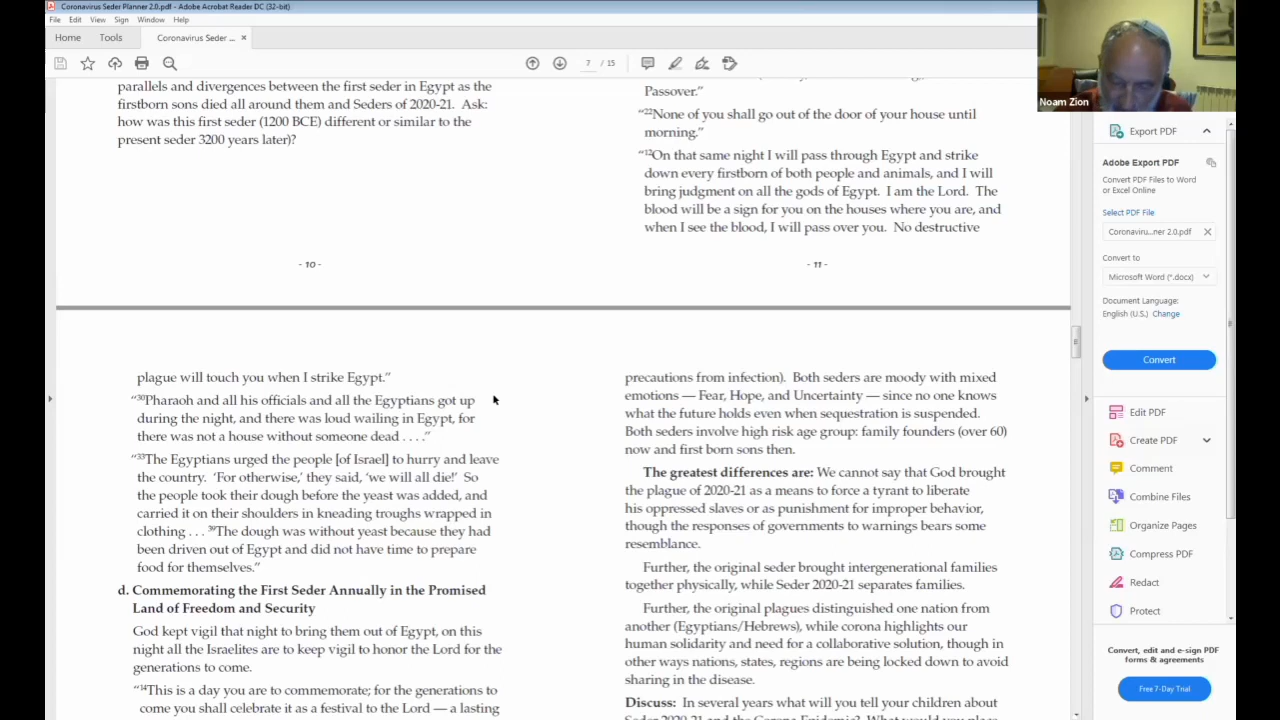 Coronavirus Seder Planner 2.0.pdf - Adobe Acrobat Reader DC (32-bit)
File Edit View Sign Window Help
Home Tools Coronavirus Seder ... ×
7 / 15
parallels and divergences between the first seder in Egypt as the
firstborn sons died all around them and Seders of 2020-21. Ask:
how was this first seder (1200 BCE) different or similar to the
present seder 3200 years later)?
- 10 -
Passover.”
“22None of you shall go out of the door of your house until
morning.”
“12On that same night I will pass through Egypt and strike
down every firstborn of both people and animals, and I will
bring judgment on all the gods of Egypt. I am the Lord. The
blood will be a sign for you on the houses where you are, and
when I see the blood, I will pass over you. No destructive
- 11 -
plague will touch you when I strike Egypt.”
“30Pharaoh and all his officials and all the Egyptians got up
during the night, and there was loud wailing in Egypt, for
there was not a house without someone dead . . . .”
“33The Egyptians urged the people [of Israel] to hurry and leave
the country. ‘For otherwise,’ they said, ‘we will all die!’ So
the people took their dough before the yeast was added, and
carried it on their shoulders in kneading troughs wrapped in
clothing . . . 39The dough was without yeast because they had
been driven out of Egypt and did not have time to prepare
food for themselves.”
d. Commemorating the First Seder Annually in the Promised
Land of Freedom and Security
God kept vigil that night to bring them out of Egypt, on this
night all the Israelites are to keep vigil to honor the Lord for the
generations to come.
“14This is a day you are to commemorate; for the generations to
come you shall celebrate it as a festival to the Lord — a lasting
precautions from infection). Both seders are moody with mixed
emotions — Fear, Hope, and Uncertainty — since no one knows
what the future holds even when sequestration is suspended.
Both seders involve high risk age group: family founders (over 60)
now and first born sons then.
The greatest differences are: We cannot say that God brought
the plague of 2020-21 as a means to force a tyrant to liberate
his oppressed slaves or as punishment for improper behavior,
though the responses of governments to warnings bears some
resemblance.
Further, the original seder brought intergenerational families
together physically, while Seder 2020-21 separates families.
Further, the original plagues distinguished one nation from
another (Egyptians/Hebrews), while corona highlights our
human solidarity and need for a collaborative solution, though in
other ways nations, states, regions are being locked down to avoid
sharing in the disease.
Discuss: In several years what will you tell your children about
Seder 2020-21 and the Corona Epidemic? What would you place
Noam Zion
Export PDF
Adobe Export PDF
Convert PDF Files to Word
or Excel Online
Select PDF File
Coronaviru...ner 2.0.pdf
Convert to
Microsoft Word (*.docx)
Document Language:
English (U.S.) Change
Convert
Edit PDF
Create PDF
Comment
Combine Files
Organize Pages
Compress PDF
Redact
Protect
Convert, edit and e-sign PDF
forms & agreements
Free 7-Day Trial